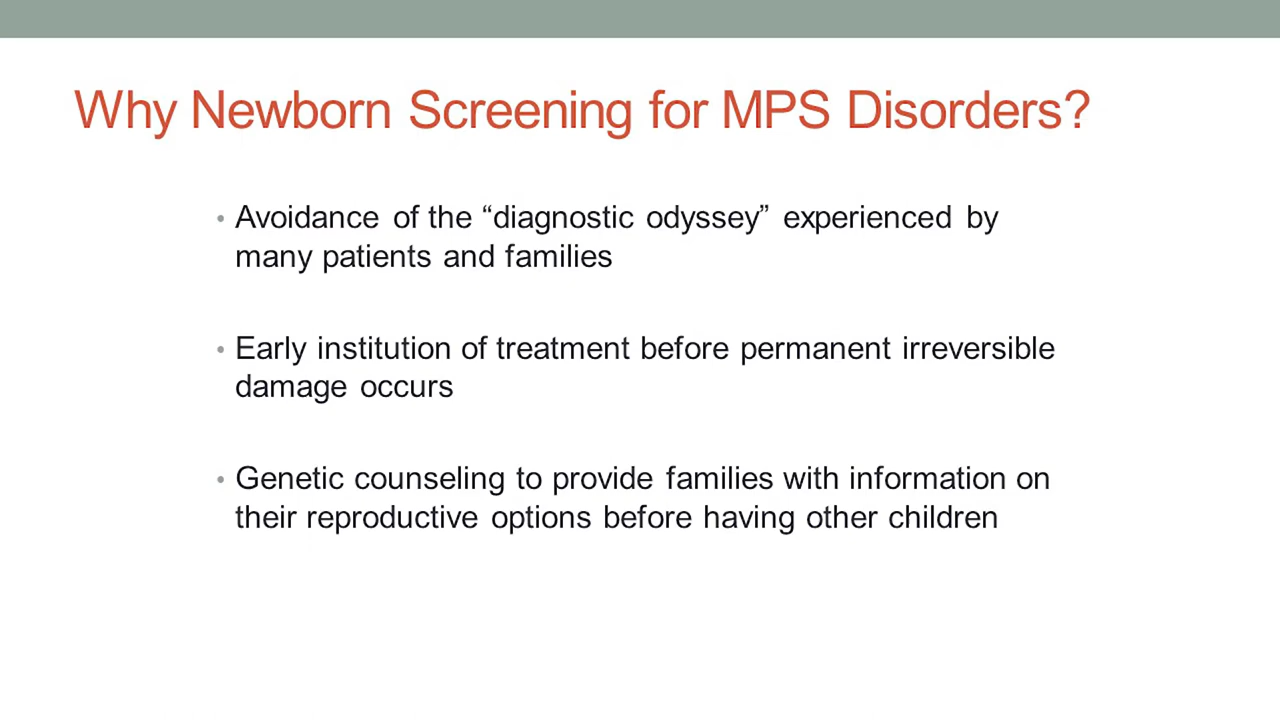 Why Newborn Screening for MPS Disorders?
• Avoidance of the “diagnostic odyssey” experienced by
many patients and families
• Early institution of treatment before permanent irreversible
damage occurs
• Genetic counseling to provide families with information on
their reproductive options before having other children